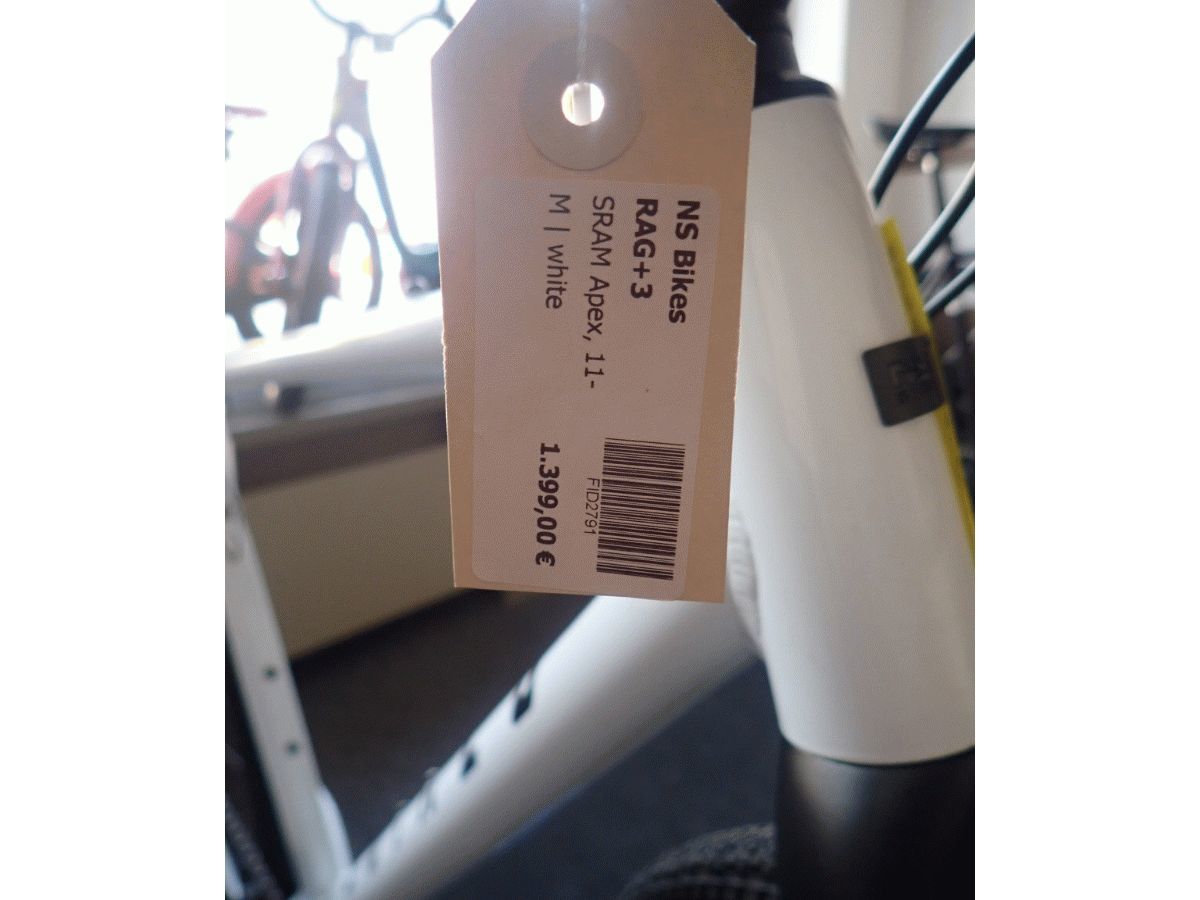 NS Bikes
RAG+3
SRAM Apex, 11-
M | white
FID2791
1.399,00 €